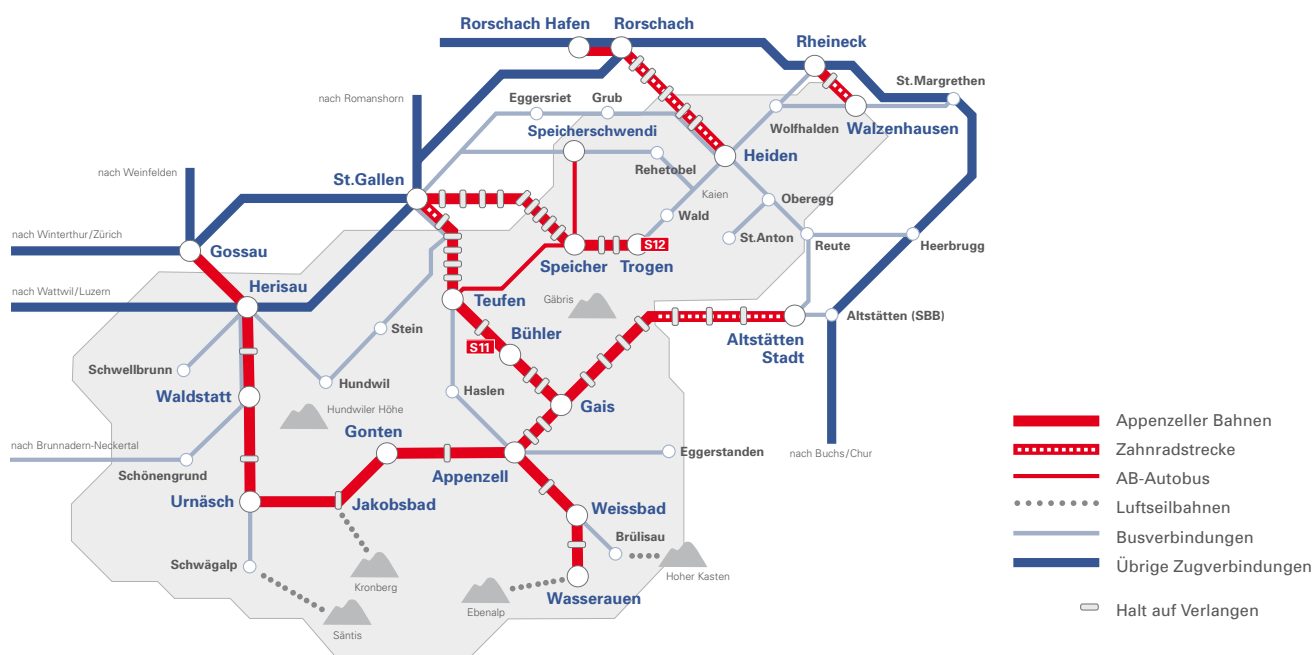 Rorschach Hafen
Rorschach
Rheineck
St.Margrethen
nach Romanshorn
Eggersriet
Grub
Speicherschwendi
Wolfhalden
Walzenhausen
Heiden
nach Weinfelden
St.Gallen
Rehetobel
Kaien
Oberegg
Wald
nach Winterthur/Zürich
Gossau
Speicher
Trogen
S12
St.Anton
Reute
Heerbrugg
nach Wattwil/Luzern
Herisau
Teufen
Gäbris
Stein
Bühler
S11
Altstätten
Stadt
Altstätten (SBB)
Schwellbrunn
Hundwil
Haslen
Waldstatt
Hundwiler Höhe
Gais
nach Brunnadern-Neckertal
Gonten
Schönengrund
Appenzell
Eggerstanden
nach Buchs/Chur
Urnäsch
Jakobsbad
Weissbad
Brülisau
Schwägalp
Kronberg
Hoher Kasten
Wasserauen
Ebenalp
Säntis
Appenzeller Bahnen
Zahnradstrecke
AB-Autobus
Luftseilbahnen
Busverbindungen
Übrige Zugverbindungen
Halt auf Verlangen